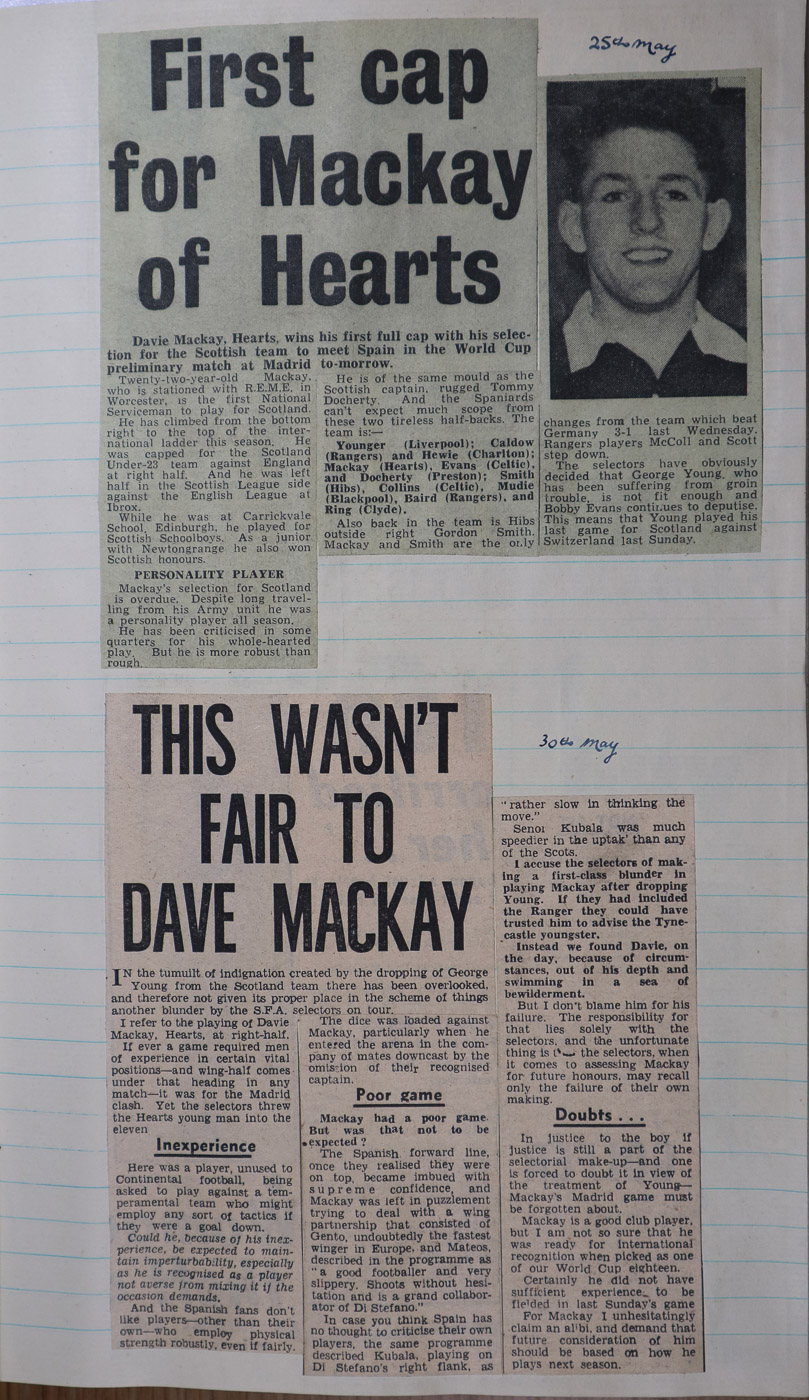 25th May
First cap
for Mackay
of Hearts
Davie Mackay, Hearts, wins his first full cap with his selec-
tion for the Scottish team to meet Spain in the World Cup
preliminary match at Madrid to-morrow.
Twenty-two-year-old Mackay,
who is stationed with R.E.M.E. in
Worcester, is the first National
Serviceman to play for Scotland.
He has climbed from the bottom
right to the top of the inter-
national ladder this season. He
was capped for the Scotland
Under-23 team against England
at right half. And he was left
half in the Scottish League side
against the English League at
Ibrox.
While he was at Carrickvale
School, Edinburgh, he played for
Scottish Schoolboys. As a junior
with Newtongrange he also won
Scottish honours.
PERSONALITY PLAYER
Mackay's selection for Scotland
is overdue. Despite long travel-
ling from his Army unit he was
a personality player all season.
He has been criticised in some
quarters for his whole-hearted
play. But he is more robust than
rough.
He is of the same mould as the
Scottish captain, rugged Tommy
Docherty. And the Spaniards
can't expect much scope from
these two tireless half-backs. The
team is:—
Younger (Liverpool); Caldow
(Rangers) and Hewie (Charlton);
Mackay (Hearts), Evans (Celtic),
and Docherty (Preston); Smith
(Hibs), Collins (Celtic), Mudie
(Blackpool), Baird (Rangers), and
Ring (Clyde).
Also back in the team is Hibs
outside right Gordon Smith.
Mackay and Smith are the only
changes from the team which beat
Germany 3-1 last Wednesday.
Rangers players McColl and Scott
step down.
The selectors have obviously
decided that George Young, who
has been suffering from groin
trouble, is not fit enough and
Bobby Evans continues to deputise.
This means that Young played his
last game for Scotland against
Switzerland last Sunday.
30th May
THIS WASN'T
FAIR TO
DAVE MACKAY
IN the tumuilt of indignation created by the dropping of George
Young from the Scotland team there has been overlooked,
and therefore not given its proper place in the scheme of things
another blunder by the S.F.A. selectors on tour.
I refer to the playing of Davie
Mackay, Hearts, at right-half.
If ever a game required men
of experience in certain vital
positions—and wing-half comes
under that heading in any
match—it was for the Madrid
clash. Yet the selectors threw
the Hearts young man into the
eleven
Inexperience
Here was a player, unused to
Continental football, being
asked to play against a tem-
peramental team who might
employ any sort of tactics if
they were a goal down.
Could he, because of his inex-
perience, be expected to main-
tain imperturbability, especially
as he is recognised as a player
not averse from mixing it if the
occasion demands.
And the Spanish fans don't
like players—other than their
own—who employ physical
strength robustly, even if fairly.
The dice was loaded against
Mackay, particularly when he
entered the arena in the com-
pany of mates downcast by the
omission of their recognised
captain.
Poor game
Mackay had a poor game.
But was that not to be
expected?
The Spanish forward line,
once they realised they were
on top, became imbued with
supreme confidence, and
Mackay was left in puzzlement
trying to deal with a wing
partnership that consisted of
Gento, undoubtedly the fastest
winger in Europe, and Mateos,
described in the programme as
"a good footballer and very
slippery. Shoots without hesi-
tation and is a grand collabor-
ator of Di Stefano."
In case you think Spain has
no thought to criticise their own
players, the same programme
described Kubala, playing on
Di Stefano's right flank, as
"rather slow in thinking the
move."
Senor Kubala was much
speedier in the uptak' than any
of the Scots.
I accuse the selectors of mak-
ing a first-class blunder in
playing Mackay after dropping
Young. If they had included
the Ranger they could have
trusted him to advise the Tyne-
castle youngster.
Instead we found Davie, on
the day, because of circum-
stances, out of his depth and
swimming in a sea of
bewilderment.
But I don't blame him for his
failure. The responsibility for
that lies solely with the
selectors, and the unfortunate
thing is the selectors, when
it comes to assessing Mackay
for future honours, may recall
only the failure of their own
making.
Doubts . . .
In justice to the boy if
justice is still a part of the
selectorial make-up—and one
is forced to doubt it in view of
the treatment of Young—
Mackay's Madrid game must
be forgotten about.
Mackay is a good club player,
but I am not so sure that he
was ready for international
recognition when picked as one
of our World Cup eighteen.
Certainly he did not have
sufficient experience to be
fielded in last Sunday's game
For Mackay I unhesitatingly
claim an alibi, and demand that
future consideration of him
should be based on how he
plays next season.